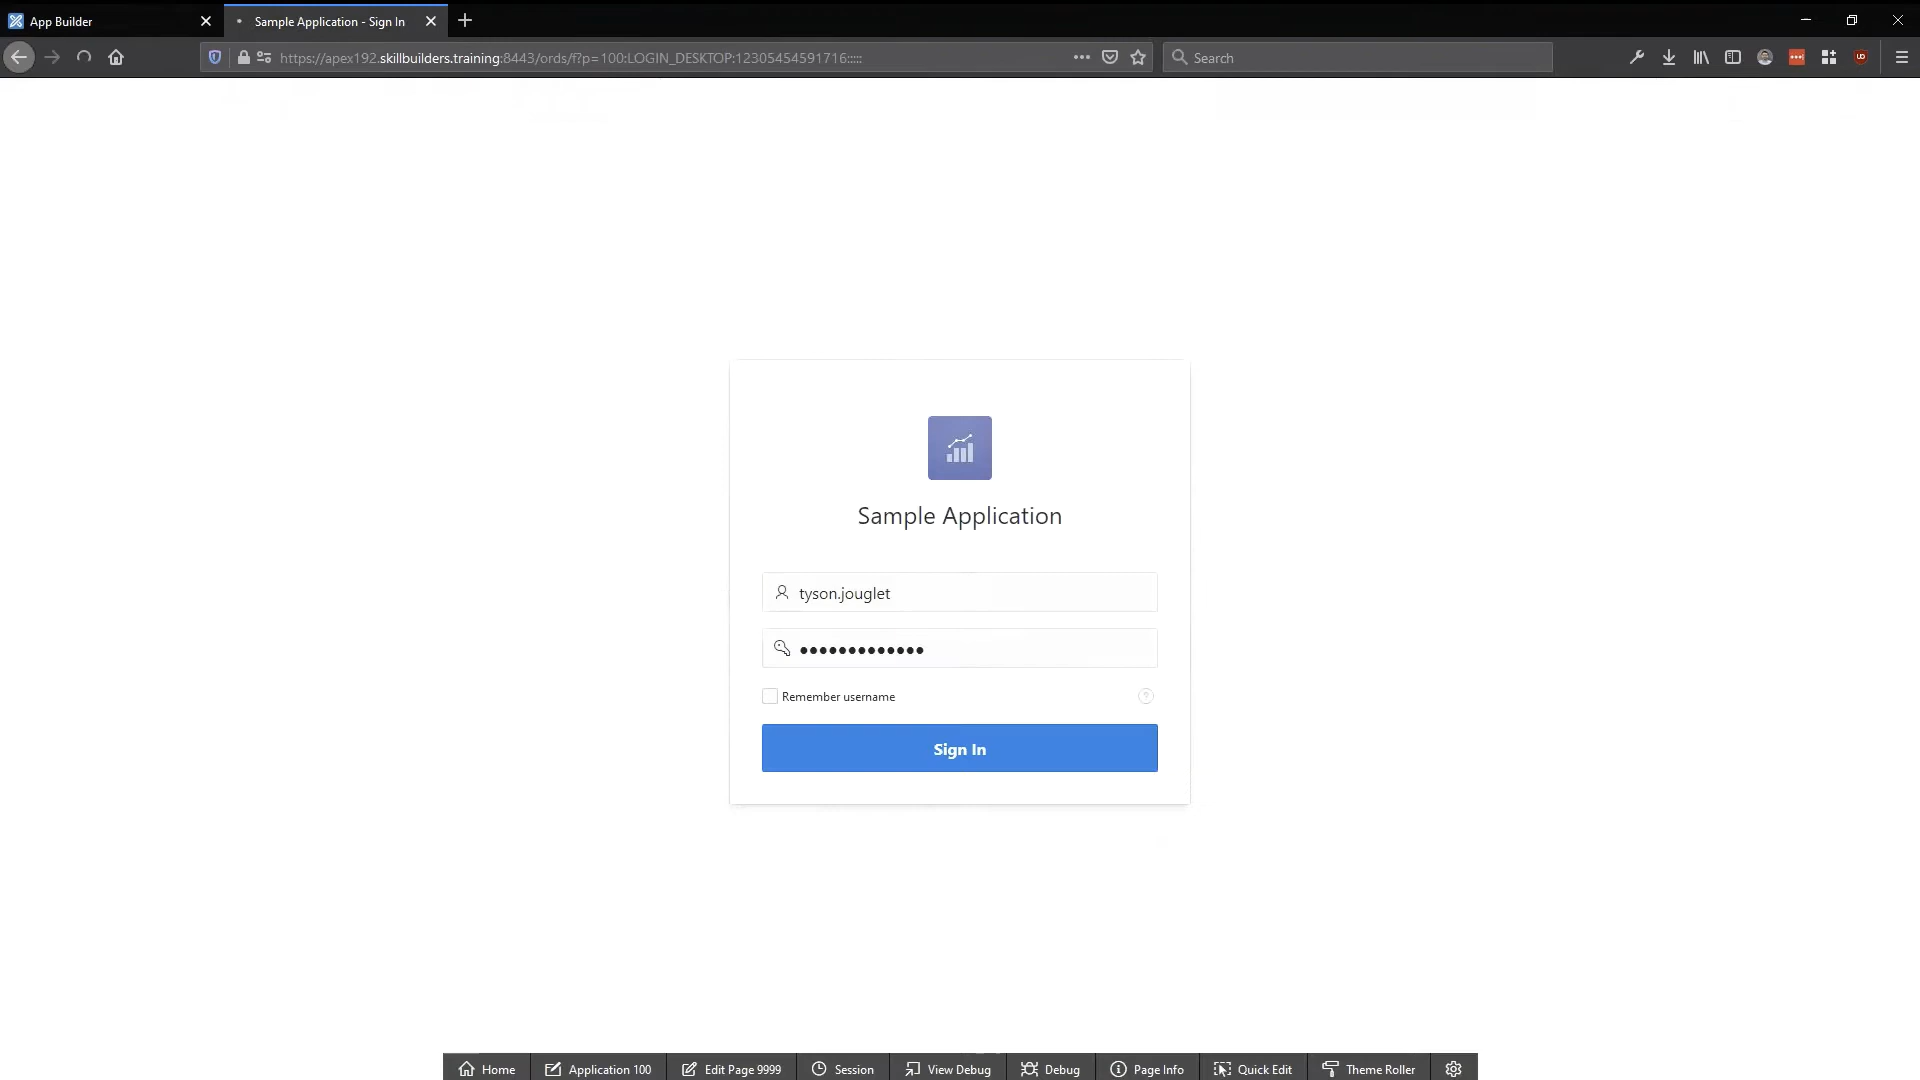 App Builder
Sample Application - Sign In
https://apex192.skillbuilders.training:8443/ords/f?p=100:LOGIN_DESKTOP:12305454591716:::::
Search
Sample Application
tyson.jouglet
●●●●●●●●●●●●●
Remember username
Sign In
Home
Application 100
Edit Page 9999
Session
View Debug
Debug
Page Info
Quick Edit
Theme Roller